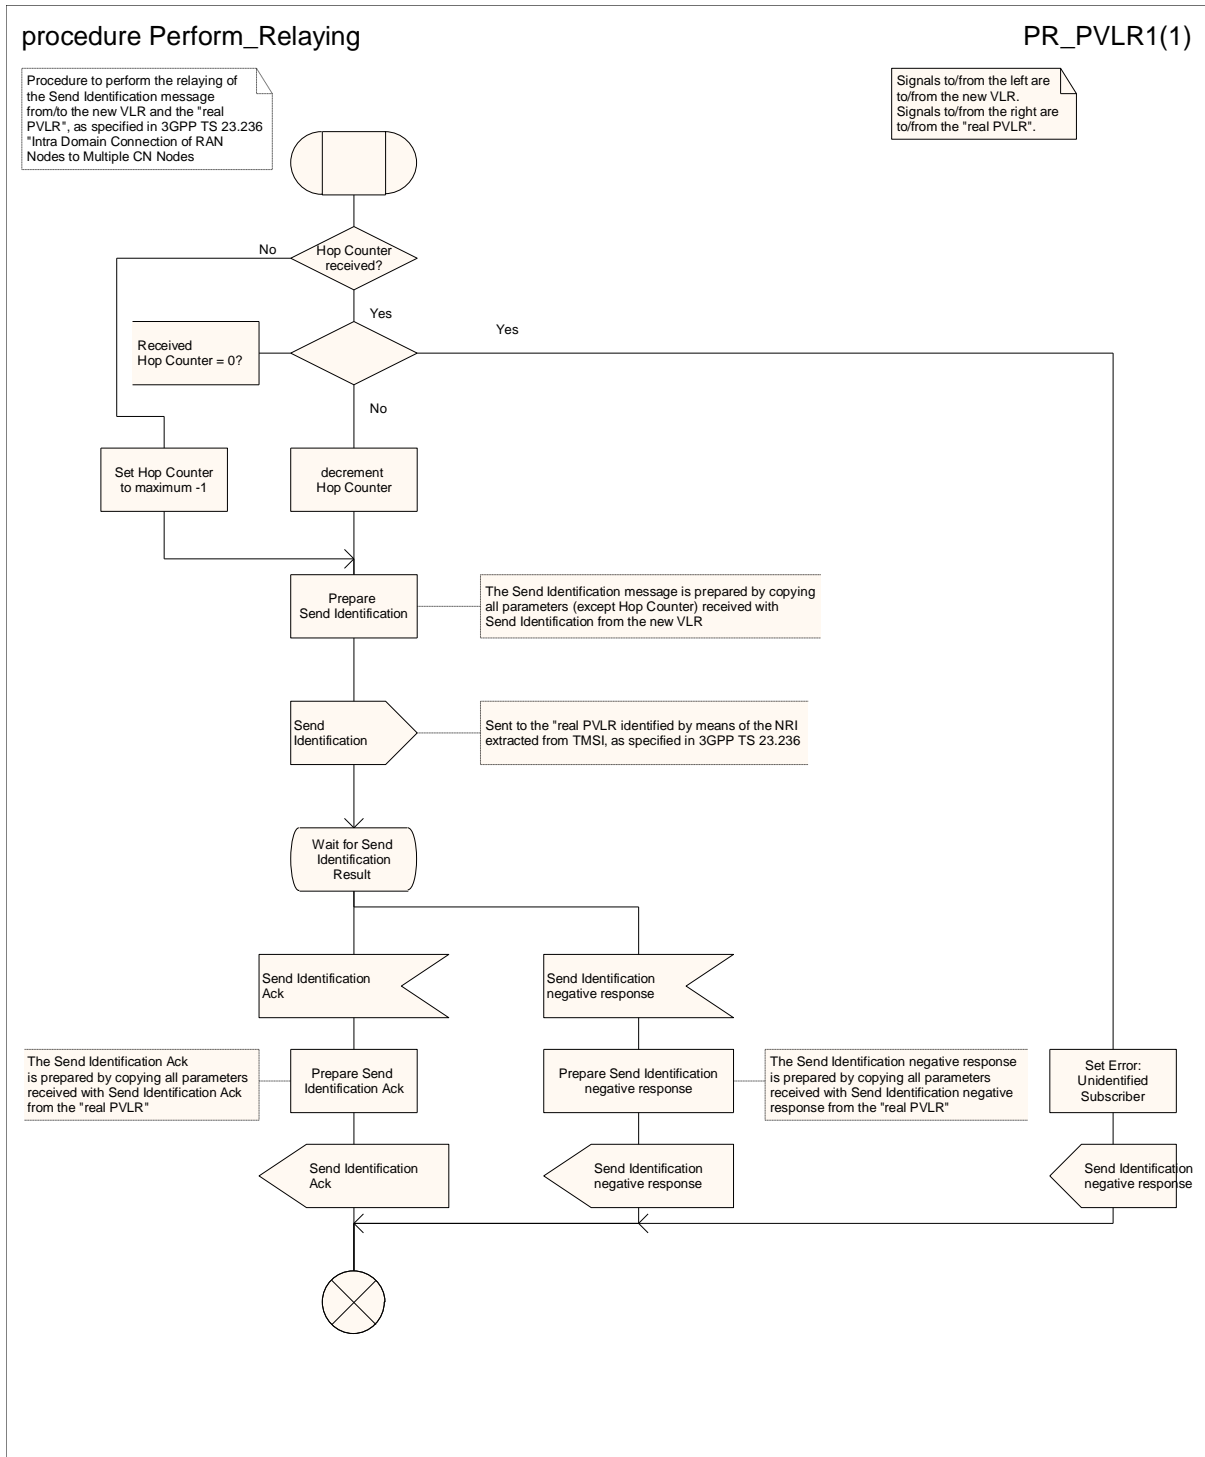 procedure Perform_Relaying
PR_PVLR1(1)
Procedure to perform the relaying of
the Send Identification message
from/to the new VLR and the "real
PVLR", as specified in 3GPP TS 23.236
"Intra Domain Connection of RAN
Nodes to Multiple CN Nodes
Signals to/from the left are
to/from the new VLR.
Signals to/from the right are
to/from the "real PVLR".
No
Hop Counter
received?
Yes
Yes
Received
Hop Counter = 0?
No
Set Hop Counter
to maximum -1
decrement
Hop Counter
Prepare
Send Identification
The Send Identification message is prepared by copying
all parameters (except Hop Counter) received with
Send Identification from the new VLR
Send
Identification
Sent to the "real PVLR identified by means of the NRI
extracted from TMSI, as specified in 3GPP TS 23.236
Wait for Send
Identification
Result
Send Identification
Ack
Send Identification
negative response
The Send Identification Ack
is prepared by copying all parameters
received with Send Identification Ack
from the "real PVLR"
Prepare Send
Identification Ack
Prepare Send Identification
negative response
The Send Identification negative response
is prepared by copying all parameters
received with Send Identification negative
response from the "real PVLR"
Set Error:
Unidentified
Subscriber
Send Identification
Ack
Send Identification
negative response
Send Identification
negative response